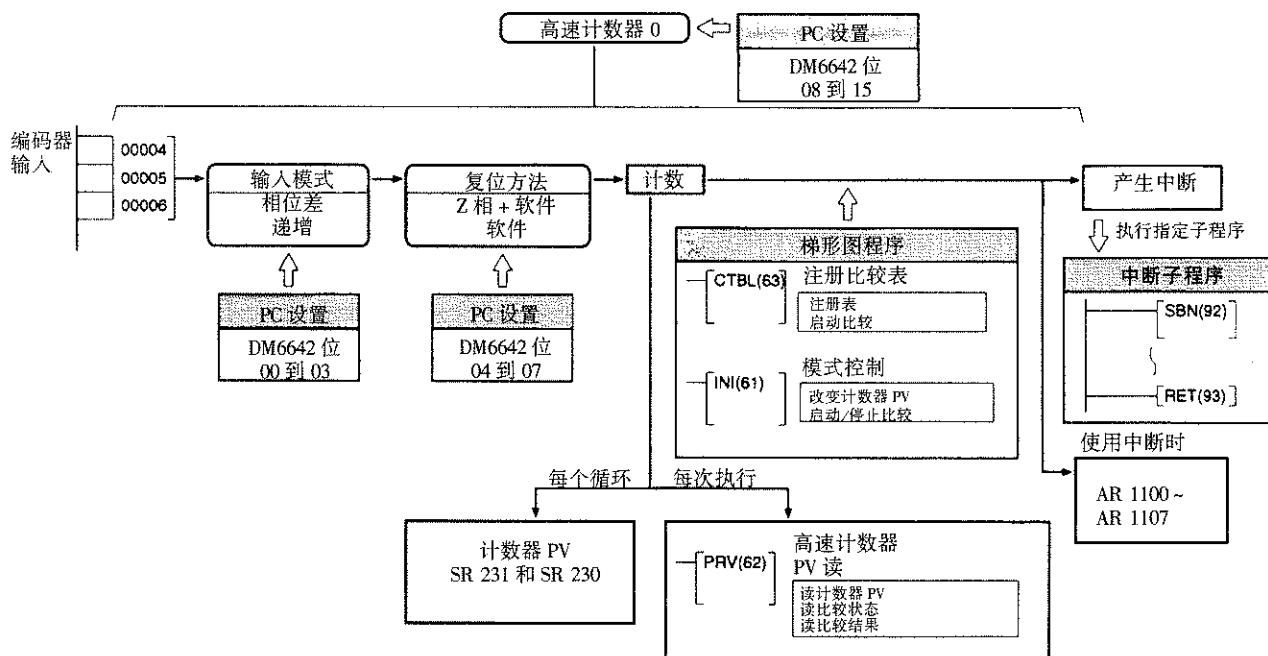 高速计数器 0
PC 设置
DM6642 位
08 到 15
编码器
输入
00004
00005
00006
输入模式
相位差
递增
复位方法
Z 相 + 软件
软件
计数
产生中断
执行指定子程序
PC 设置
DM6642 位
00 到 03
PC 设置
DM6642 位
04 到 07
梯形图程序
CTBL(63)
注册比较表
注册表
启动比较
INI(61)
模式控制
改变计数器 PV
启动/停止比较
中断子程序
SBN(92)
RET(93)
使用中断时
AR 1100 ~
AR 1107
每个循环
每次执行
计数器 PV
SR 231 和 SR 230
PRV(62)
高速计数器
PV 读
读计数器 PV
读比较状态
读比较结果